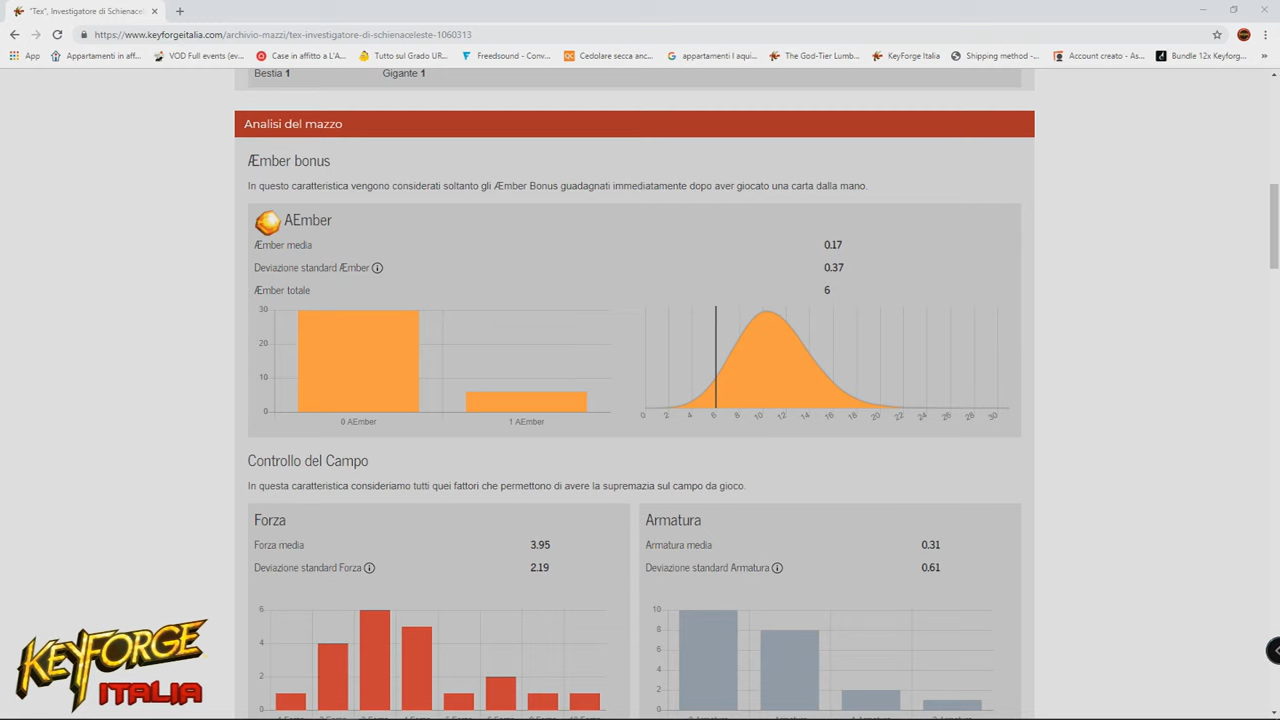 "Tex", Investigatore di Schienacel
https://www.keyforgeitalia.com/archivio-mazzi/tex-investigatore-di-schienaceleste-1060313
App Appartamenti in aff... VOD Full events (ev... Case in affitto a L'A... Tutto sul Grado UR... Freedsound - Conv... Cedolare secca anc... appartamenti l aqui... The God-Tier Lumb... KeyForge Italia Shipping method -... Account creato - As... Bundle 12x Keyforg... »
Bestia 1 Gigante 1
Analisi del mazzo
Æmber bonus
In questo caratteristica vengono considerati soltanto gli Æmber Bonus guadagnati immediatamente dopo aver giocato una carta dalla mano.
AEmber
Æmber media 0.17
Deviazione standard Æmber 0.37
Æmber totale 6
30
20
10
0
0 AEmber 1 AEmber
0 2 4 6 8 10 12 14 16 18 20 22 24 26 28 30
Controllo del Campo
In questa caratteristica consideriamo tutti quei fattori che permettono di avere la supremazia sul campo da gioco.
Forza
Forza media 3.95
Deviazione standard Forza 2.19
6
4
2
0
Armatura
Armatura media 0.31
Deviazione standard Armatura 0.61
10
8
6
4
2
0
KEYFORGE
ITALIA